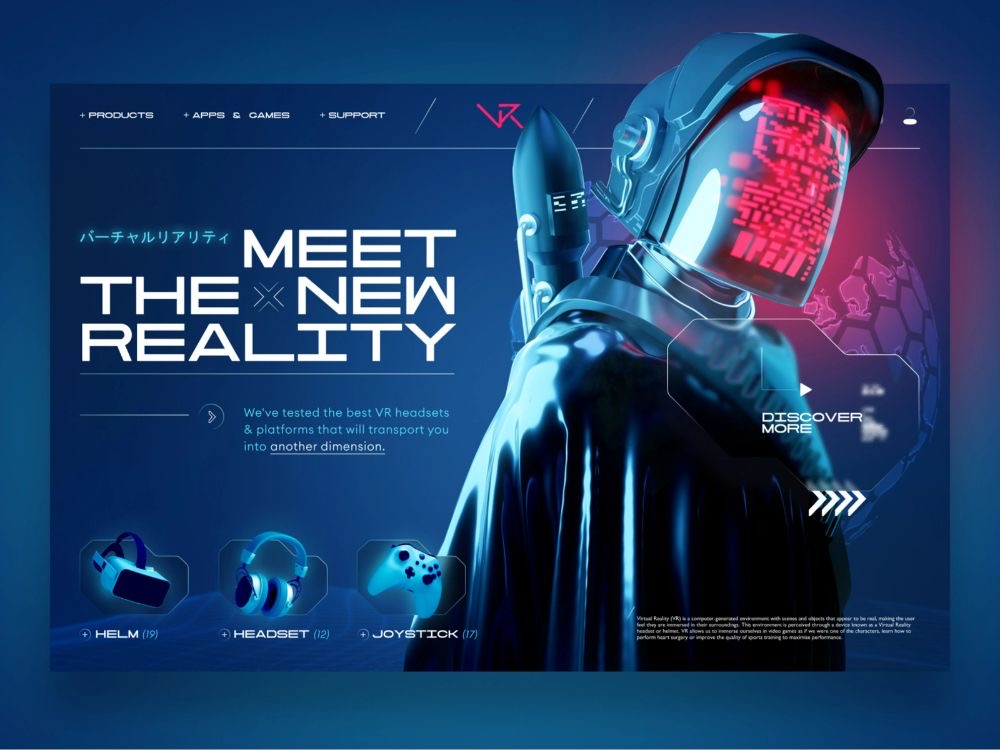 + PRODUCTS
+ APPS & GAMES
+ SUPPORT
VR
バーチャルリアリティ
MEET
THE NEW
REALITY
We've tested the best VR headsets
& platforms that will transport you
into another dimension.
DISCOVER
MORE
+ HELM (19)
+ HEADSET (12)
+ JOYSTICK (17)
Virtual Reality (VR) is a computer-generated environment with scenes and objects that appear to be real, making the user
feel they are immersed in their surroundings. This environment is perceived through a device known as a Virtual Reality
headset or helmet. VR allows us to immerse ourselves in video games as if we were one of the characters, learn how to
perform heart surgery or improve the quality of sports training to maximise performance.